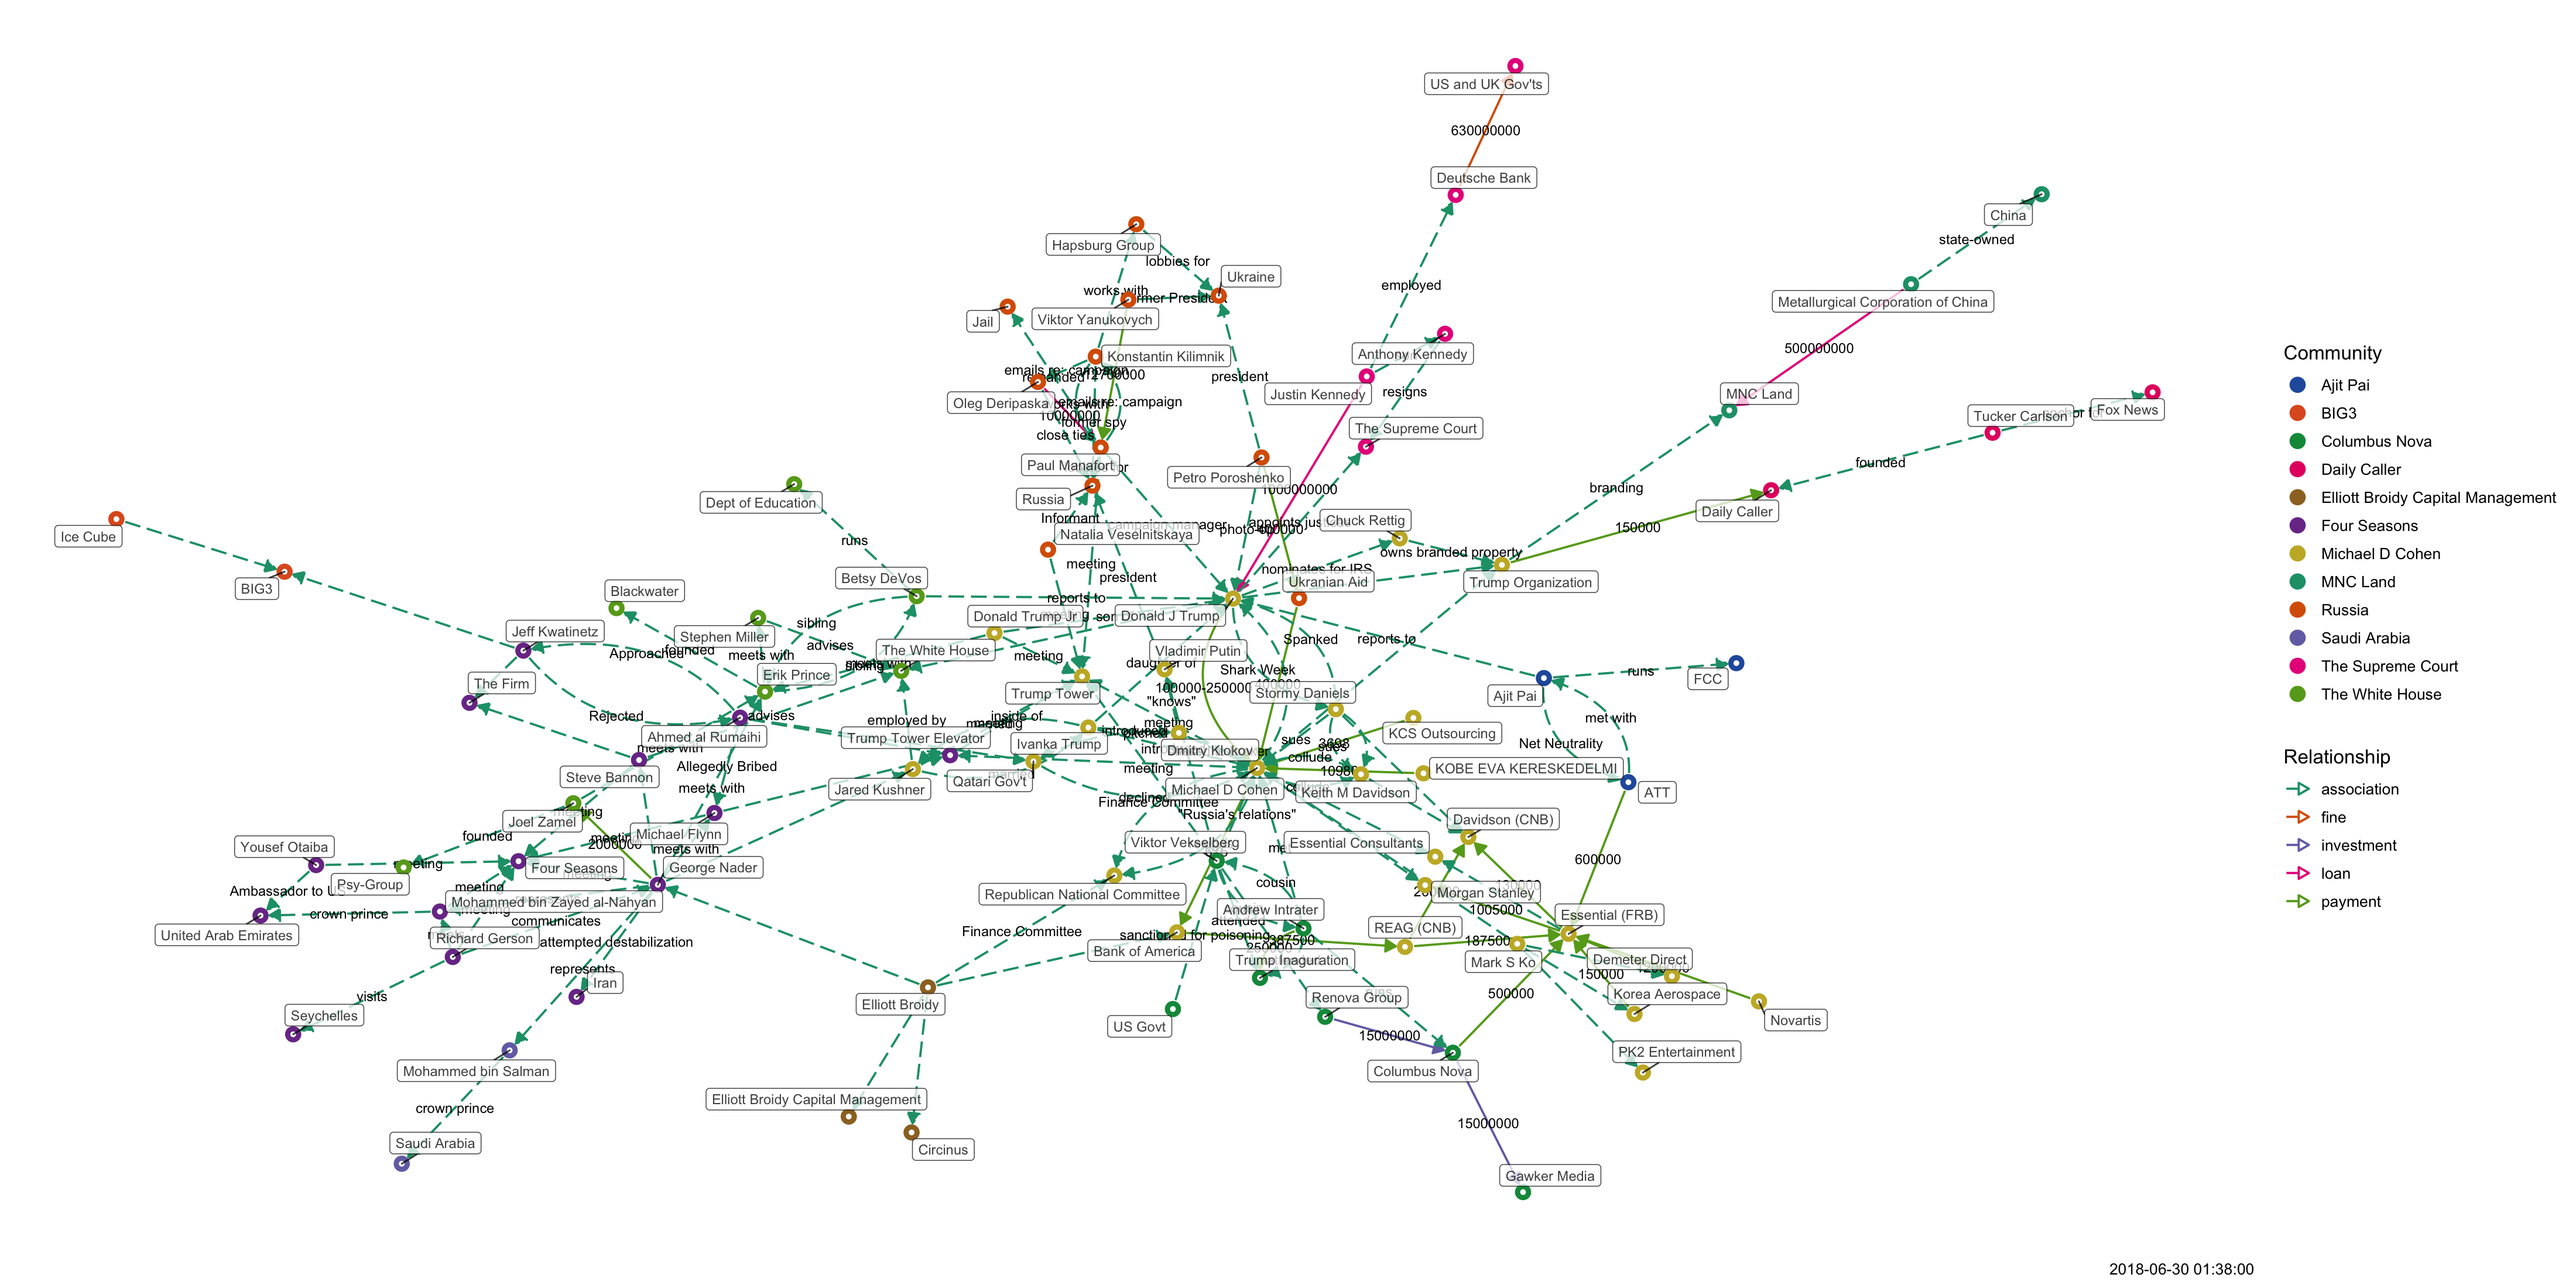 US and UK Gov'ts
630000000
Deutsche Bank
China
state-owned
Hapsburg Group
lobbies for
Ukraine
employed
works with
Metallurgical Corporation of China
Viktor Yanukovych
Jail
500000000
Konstantin Kilimnik
Anthony Kennedy
emails re: campaign
president
Justin Kennedy
resigns
MNC Land
Oleg Deripaska
emails re: campaign
Tucker Carlson
Fox News
10000000
former spy
The Supreme Court
close ties
Paul Manafort
founded
Russia
Petro Poroshenko
1000000000
branding
Dept of Education
Daily Caller
Informant
campaign manager
Chuck Rettig
150000
Ice Cube
Natalia Veselnitskaya
runs
owns branded property
meeting
nominates for IRS
president
Betsy DeVos
Ukranian Aid
Trump Organization
BIG3
Blackwater
reports to
Donald Trump Jr
Donald J Trump
sibling
Jeff Kwatinetz
Stephen Miller
advises
Spanked
reports to
Approached
founded
meets with
The White House
meeting
Vladimir Putin
Shark Week
runs
FCC
Erik Prince
The Firm
Trump Tower
100000-250000
Stormy Daniels
Ajit Pai
"knows"
Rejected
advises
employed by
inside of
meeting
met with
Ahmed al Rumaihi
Trump Tower Elevator
Ivanka Trump
Dmitry Klokov
sues
KCS Outsourcing
Net Neutrality
meets with
Allegedly Bribed
collude
KOBE EVA KERESKEDELMI
Steve Bannon
Qatari Gov't
meeting
meets with
Jared Kushner
Michael D Cohen
Keith M Davidson
ATT
Finance Committee
"Russia's relations"
Joel Zamel
Davidson (CNB)
founded
Michael Flynn
Yousef Otaiba
2000000
meets with
Viktor Vekselberg
Essential Consultants
600000
meeting
Four Seasons
George Nader
Psy-Group
cousin
Ambassador to US
meeting
Republican National Committee
Morgan Stanley
Mohammed bin Zayed al-Nahyan
crown prince
communicates
Andrew Intrater
1005000
Essential (FRB)
United Arab Emirates
Richard Gerson
attempted destabilization
Finance Committee
attended
REAG (CNB)
sanctioned for poisoning
387500
187500
Bank of America
Trump Inaguration
Mark S Ko
Demeter Direct
represents
Iran
150000
visits
Elliott Broidy
Renova Group
500000
Korea Aerospace
Seychelles
US Govt
Novartis
15000000
PK2 Entertainment
Mohammed bin Salman
Columbus Nova
Elliott Broidy Capital Management
crown prince
15000000
Saudi Arabia
Circinus
Gawker Media
Community
Ajit Pai
BIG3
Columbus Nova
Daily Caller
Elliott Broidy Capital Management
Four Seasons
Michael D Cohen
MNC Land
Russia
Saudi Arabia
The Supreme Court
The White House
Relationship
association
fine
investment
loan
payment
2018-06-30 01:38:00